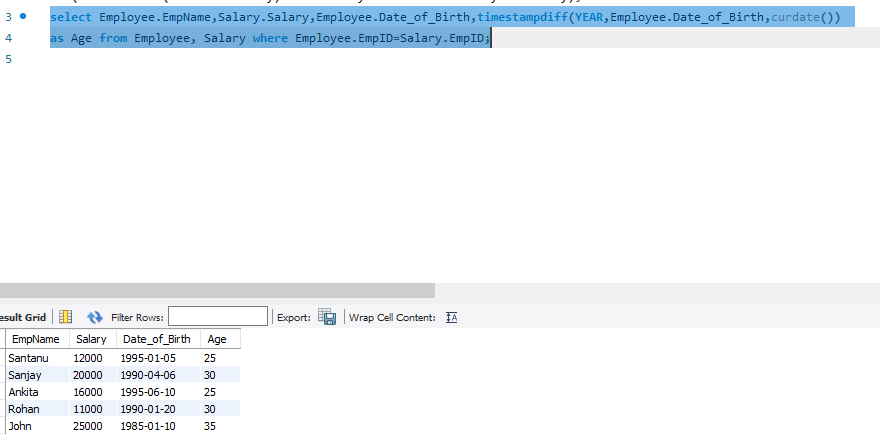 3 select Employee.EmpName,Salary.Salary,Employee.Date_of_Birth,timestampdiff(YEAR,Employee.Date_of_Birth,curdate())
4 as Age from Employee, Salary where Employee.EmpID=Salary.EmpID;
5
esult Grid Filter Rows: Export: Wrap Cell Content: IA
EmpName Salary Date_of_Birth Age
Santanu 12000 1995-01-05 25
Sanjay 20000 1990-04-06 30
Ankita 16000 1995-06-10 25
Rohan 11000 1990-01-20 30
John 25000 1985-01-10 35